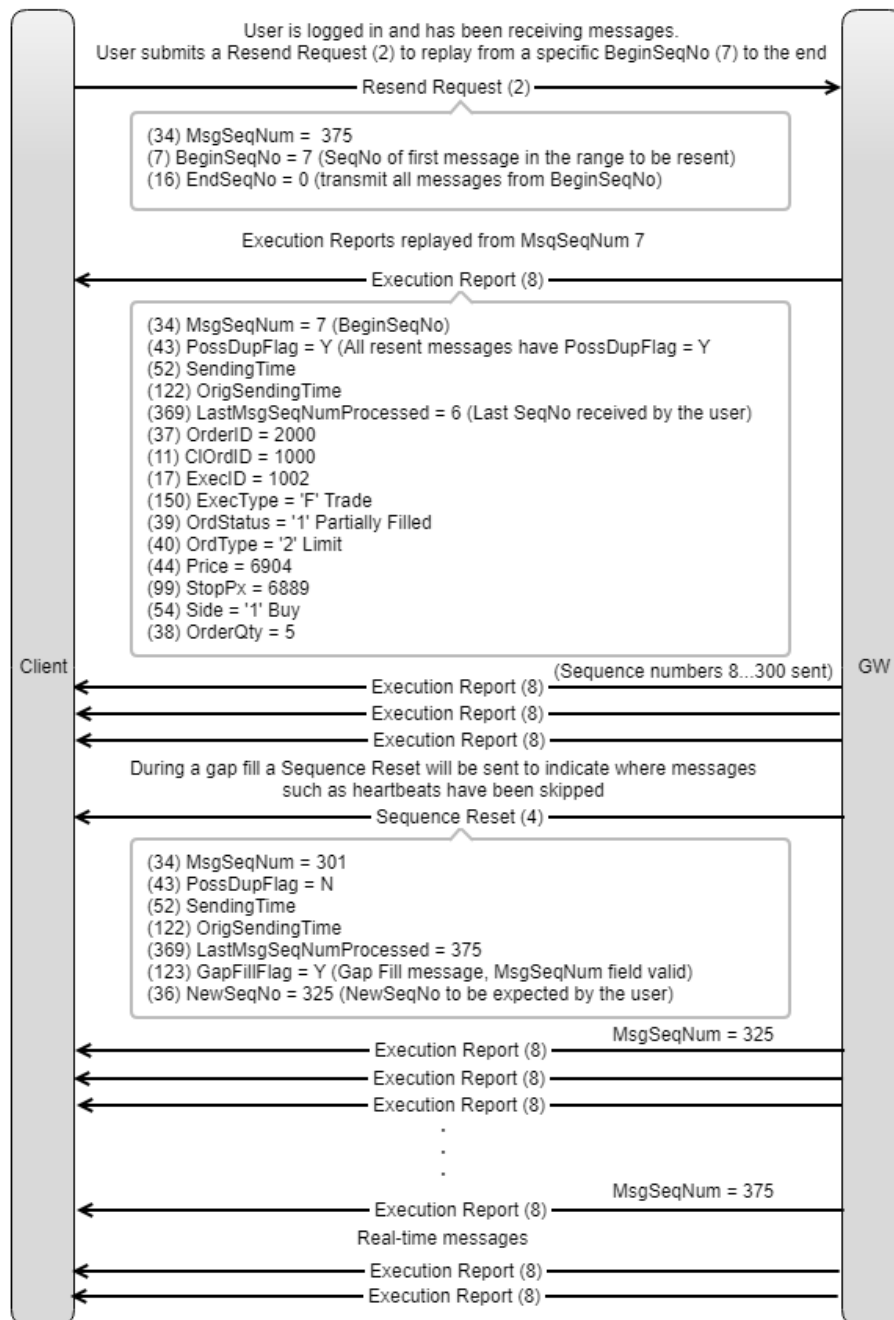 User is logged in and has been receiving messages.
User submits a Resend Request (2) to replay from a specific BeginSeqNo (7) to the end
Resend Request (2)
(34) MsgSeqNum =  375
(7) BeginSeqNo = 7 (SeqNo of first message in the range to be resent)
(16) EndSeqNo = 0 (transmit all messages from BeginSeqNo)
Execution Reports replayed from MsqSeqNum 7
Execution Report (8)
(34) MsgSeqNum = 7 (BeginSeqNo)
(43) PossDupFlag = Y (All resent messages have PossDupFlag = Y
(52) SendingTime
(122) OrigSendingTime
(369) LastMsgSeqNumProcessed = 6 (Last SeqNo received by the user)
(37) OrderID = 2000
(11) ClOrdID = 1000
(17) ExecID = 1002
(150) ExecType = 'F' Trade
(39) OrdStatus = '1' Partially Filled
(40) OrdType = '2' Limit
(44) Price = 6904
(99) StopPx = 6889
(54) Side = '1' Buy
(38) OrderQty = 5
Client
GW
(Sequence numbers 8...300 sent)
Execution Report (8)
Execution Report (8)
Execution Report (8)
During a gap fill a Sequence Reset will be sent to indicate where messages
such as heartbeats have been skipped
Sequence Reset (4)
(34) MsgSeqNum = 301
(43) PossDupFlag = N
(52) SendingTime
(122) OrigSendingTime
(369) LastMsgSeqNumProcessed = 375
(123) GapFillFlag = Y (Gap Fill message, MsgSeqNum field valid)
(36) NewSeqNo = 325 (NewSeqNo to be expected by the user)
MsgSeqNum = 325
Execution Report (8)
Execution Report (8)
Execution Report (8)
.
.
.
MsgSeqNum = 375
Execution Report (8)
Real-time messages
Execution Report (8)
Execution Report (8)